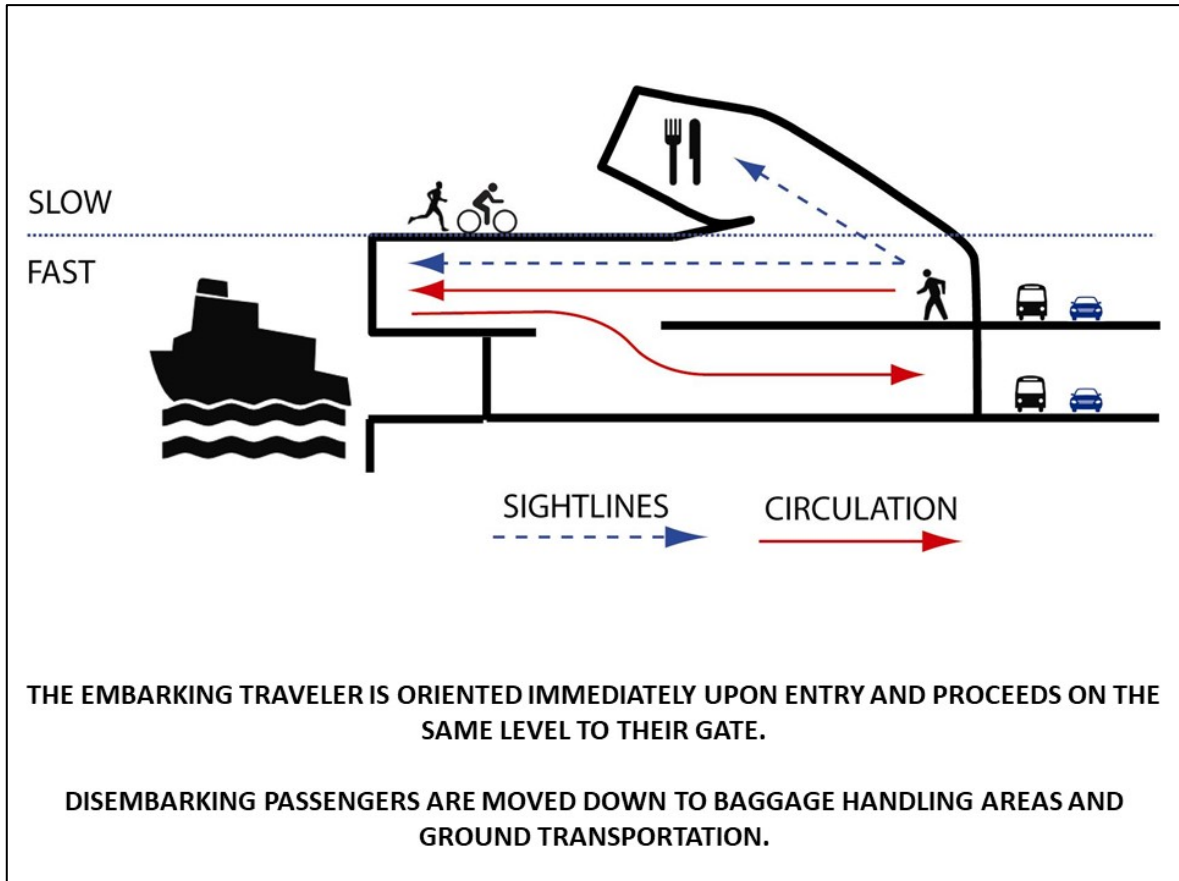 SLOW
FAST
SIGHTLINES
CIRCULATION
THE EMBARKING TRAVELER IS ORIENTED IMMEDIATELY UPON ENTRY AND PROCEEDS ON THE
SAME LEVEL TO THEIR GATE.
DISEMBARKING PASSENGERS ARE MOVED DOWN TO BAGGAGE HANDLING AREAS AND
GROUND TRANSPORTATION.